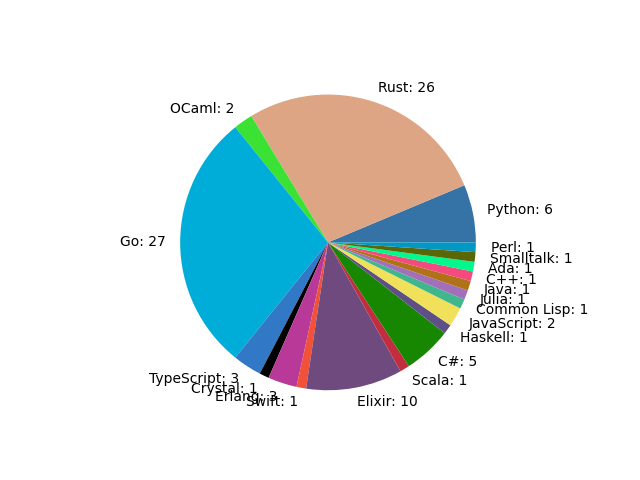 Rust: 26
OCaml: 2
Python: 6
Go: 27
Perl: 1
Smalltalk: 1
Ada: 1
C++: 1
Java: 1
Julia: 1
Common Lisp: 1
JavaScript: 2
Haskell: 1
C#: 5
TypeScript: 3
Scala: 1
Crystal: 1
Erlang: 3
Swift: 1
Elixir: 10